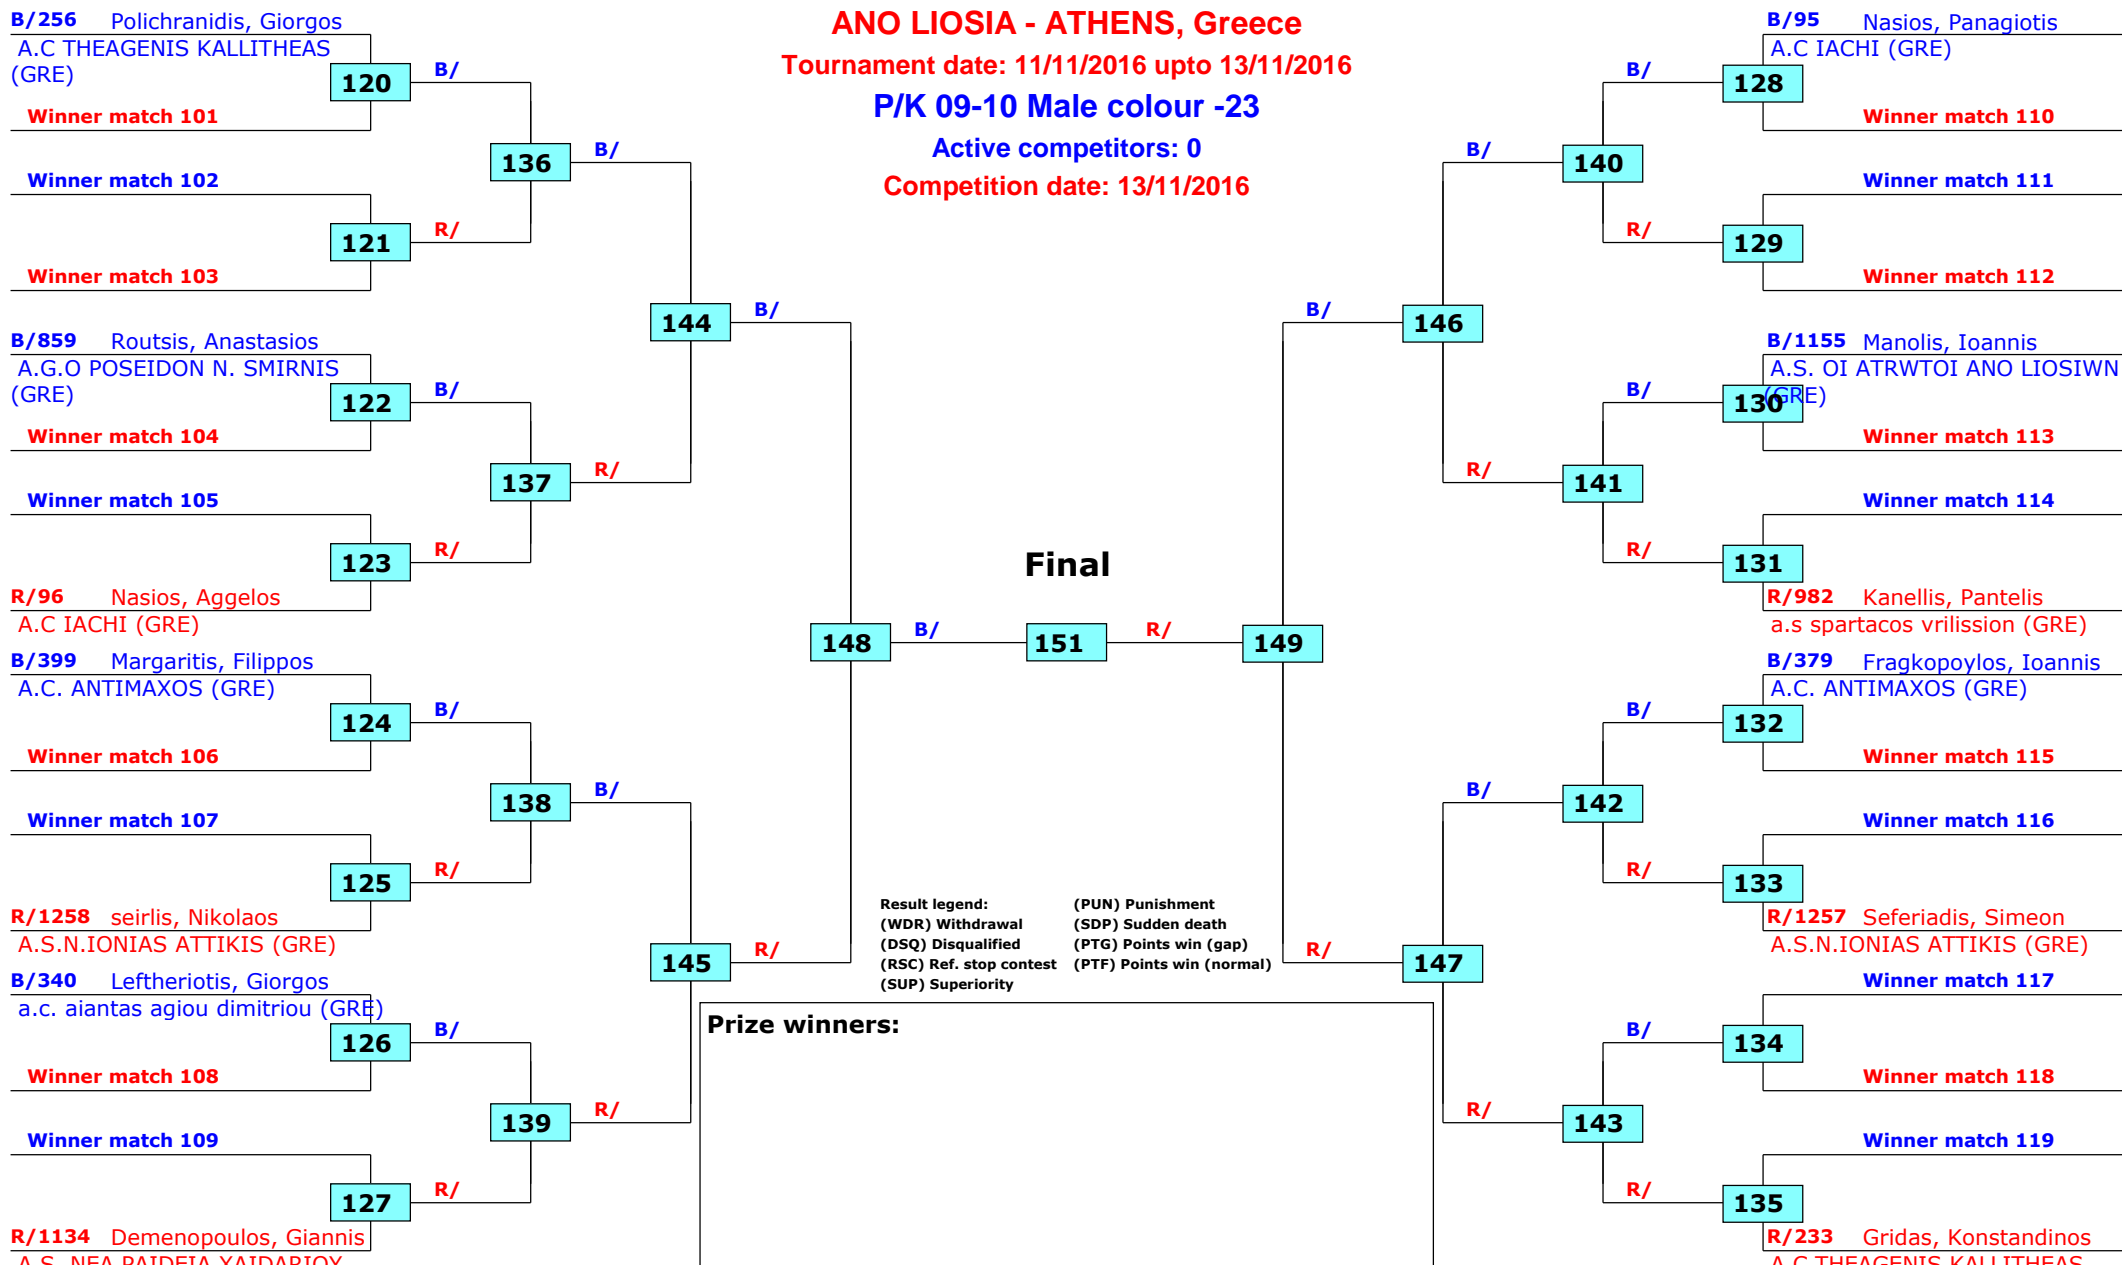 ANO LIOSIA - ATHENS, Greece
Tournament date: 11/11/2016 upto 13/11/2016
P/K 09-10 Male colour -23
Active competitors: 0
Competition date: 13/11/2016
B/256 Polichranidis, Giorgos
A.C THEAGENIS KALLITHEAS
(GRE)
120
B/
Winner match 101
136
B/
Winner match 102
121
R/
Winner match 103
144
B/
B/859 Routsis, Anastasios
A.G.O POSEIDON N. SMIRNIS
(GRE)
122
B/
Winner match 104
137
R/
Winner match 105
123
R/
R/96 Nasios, Aggelos
A.C IACHI (GRE)
148
B/
B/399 Margaritis, Filippos
A.C. ANTIMAXOS (GRE)
124
B/
Winner match 106
138
B/
Winner match 107
125
R/
R/1258 seirlis, Nikolaos
A.S.N.IONIAS ATTIKIS (GRE)
145
R/
B/340 Leftheriotis, Giorgos
a.c. aiantas agiou dimitriou (GRE)
126
B/
Winner match 108
139
R/
Winner match 109
127
R/
R/1134 Demenopoulos, Giannis
A.S. NEA PAIDEIA XAIDARIOY
Final
151
R/
149
B/95 Nasios, Panagiotis
A.C IACHI (GRE)
B/
128
Winner match 110
B/
140
Winner match 111
R/
129
Winner match 112
B/
146
B/1155 Manolis, Ioannis
A.S. OI ATRWTOI ANO LIOSIWN
(GRE)
B/
130
Winner match 113
R/
141
Winner match 114
R/
131
R/982 Kanellis, Pantelis
a.s spartacos vrilission (GRE)
B/379 Fragkopoylos, Ioannis
A.C. ANTIMAXOS (GRE)
B/
132
Winner match 115
B/
142
Winner match 116
R/
133
R/1257 Seferiadis, Simeon
A.S.N.IONIAS ATTIKIS (GRE)
R/
147
Winner match 117
B/
134
Winner match 118
R/
143
Winner match 119
R/
135
R/233 Gridas, Konstandinos
A.C THEAGENIS KALLITHEAS
Result legend: (PUN) Punishment
(WDR) Withdrawal (SDP) Sudden death
(DSQ) Disqualified (PTG) Points win (gap)
(RSC) Ref. stop contest (PTF) Points win (normal)
(SUP) Superiority
Prize winners: